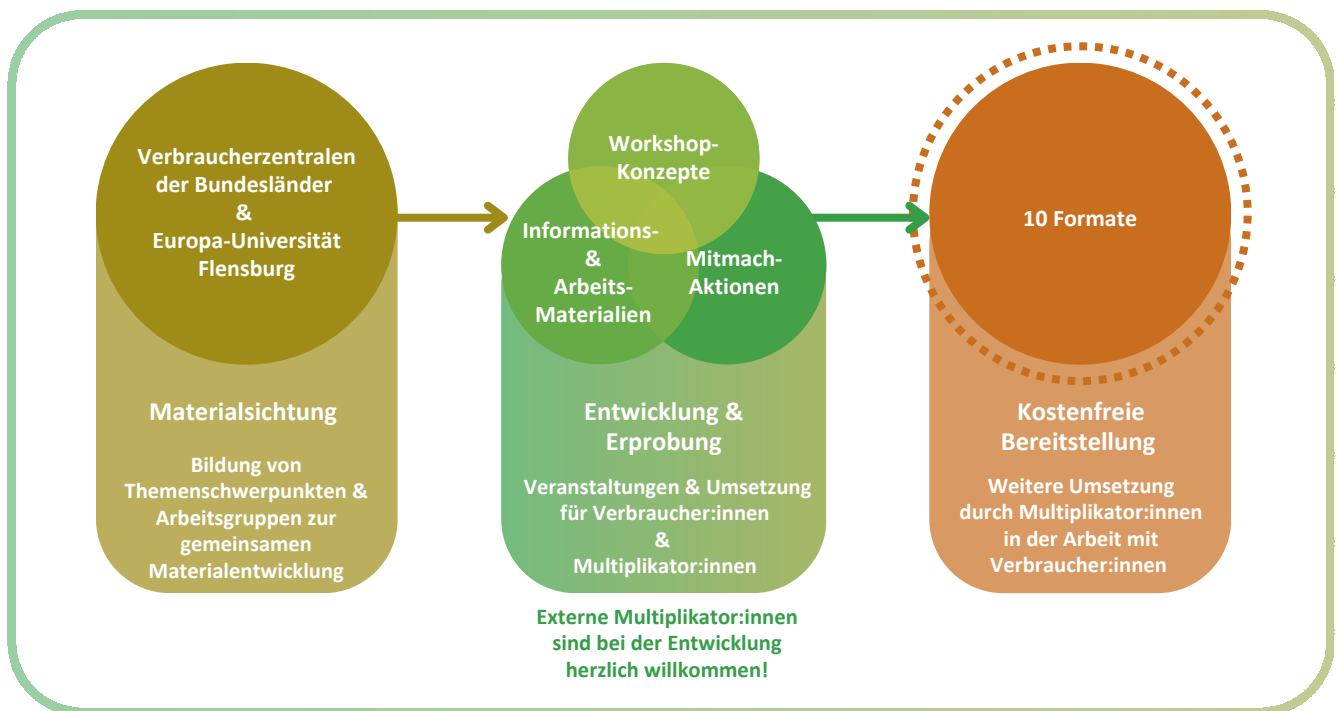 Verbraucherzentralen
der Bundesländer
&
Europa-Universität
Flensburg
Materialsichtung
Bildung von
Themenschwerpunkten &
Arbeitsgruppen zur
gemeinsamen
Materialentwicklung
Workshop-
Konzepte
Informations-
&
Arbeits-
Materialien
Mitmach-
Aktionen
Entwicklung &
Erprobung
Veranstaltungen & Umsetzung
für Verbraucher:innen
&
Multiplikator:innen
Externe Multiplikator:innen
sind bei der Entwicklung
herzlich willkommen!
10 Formate
Kostenfreie
Bereitstellung
Weitere Umsetzung
durch Multiplikator:innen
in der Arbeit mit
Verbraucher:innen